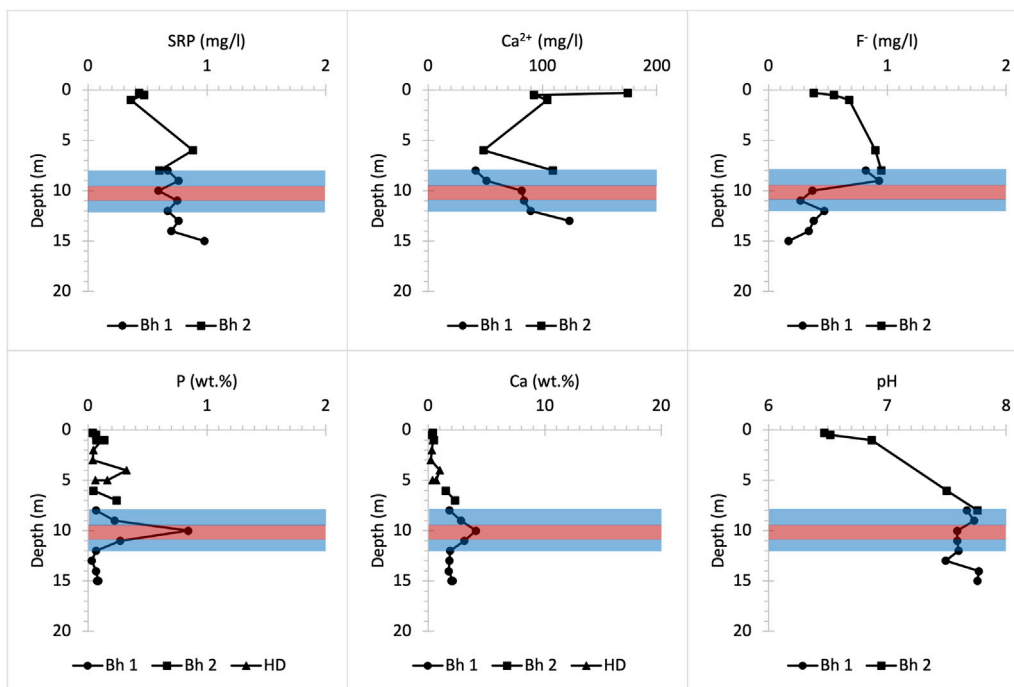 SRP (mg/l)
0 1 2
0
5
10
15
20
Depth (m)
Bh 1 Bh 2
Ca²⁺ (mg/l)
0 100 200
0
5
10
15
20
Depth (m)
Bh 1 Bh 2
F⁻ (mg/l)
0 1 2
0
5
10
15
20
Depth (m)
Bh 1 Bh 2
P (wt.%)
0 1 2
0
5
10
15
20
Depth (m)
Bh 1 Bh 2 HD
Ca (wt.%)
0 10 20
0
5
10
15
20
Depth (m)
Bh 1 Bh 2 HD
pH
6 7 8
0
5
10
15
20
Depth (m)
Bh 1 Bh 2